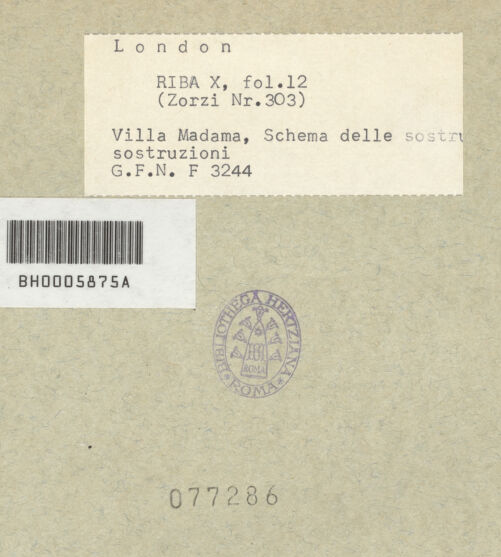 London
RIBA X, fol.12
(Zorzi Nr.303)
Villa Madama, Schema delle sostru
sostruzioni
G.F.N. F 3244
BH0005875A
BIBLIOTHECA HERTZIANA
ROMA
ROMA
077286